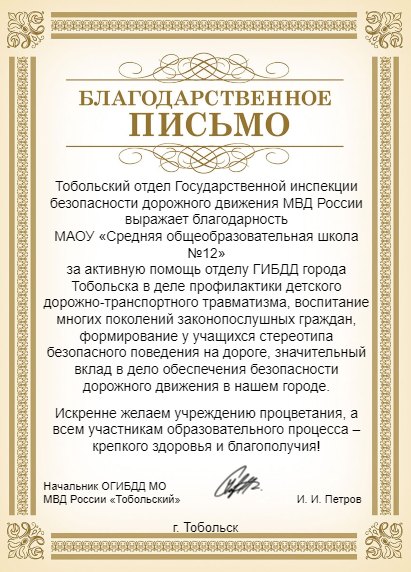 БЛАГОДАРСТВЕННОЕ
ПИСЬМО
Тобольский отдел Государственной инспекции
безопасности дорожного движения МВД России
выражает благодарность
МАОУ «Средняя общеобразовательная школа
№12»
за активную помощь отделу ГИБДД города
Тобольска в деле профилактики детского
дорожно-транспортного травматизма, воспитание
многих поколений законопослушных граждан,
формирование у учащихся стереотипа
безопасного поведения на дороге, значительный
вклад в дело обеспечения безопасности
дорожного движения в нашем городе.
Искренне желаем учреждению процветания, а
всем участникам образовательного процесса –
крепкого здоровья и благополучия!
Начальник ОГИБДД МО
МВД России «Тобольский» И. И. Петров
г. Тобольск